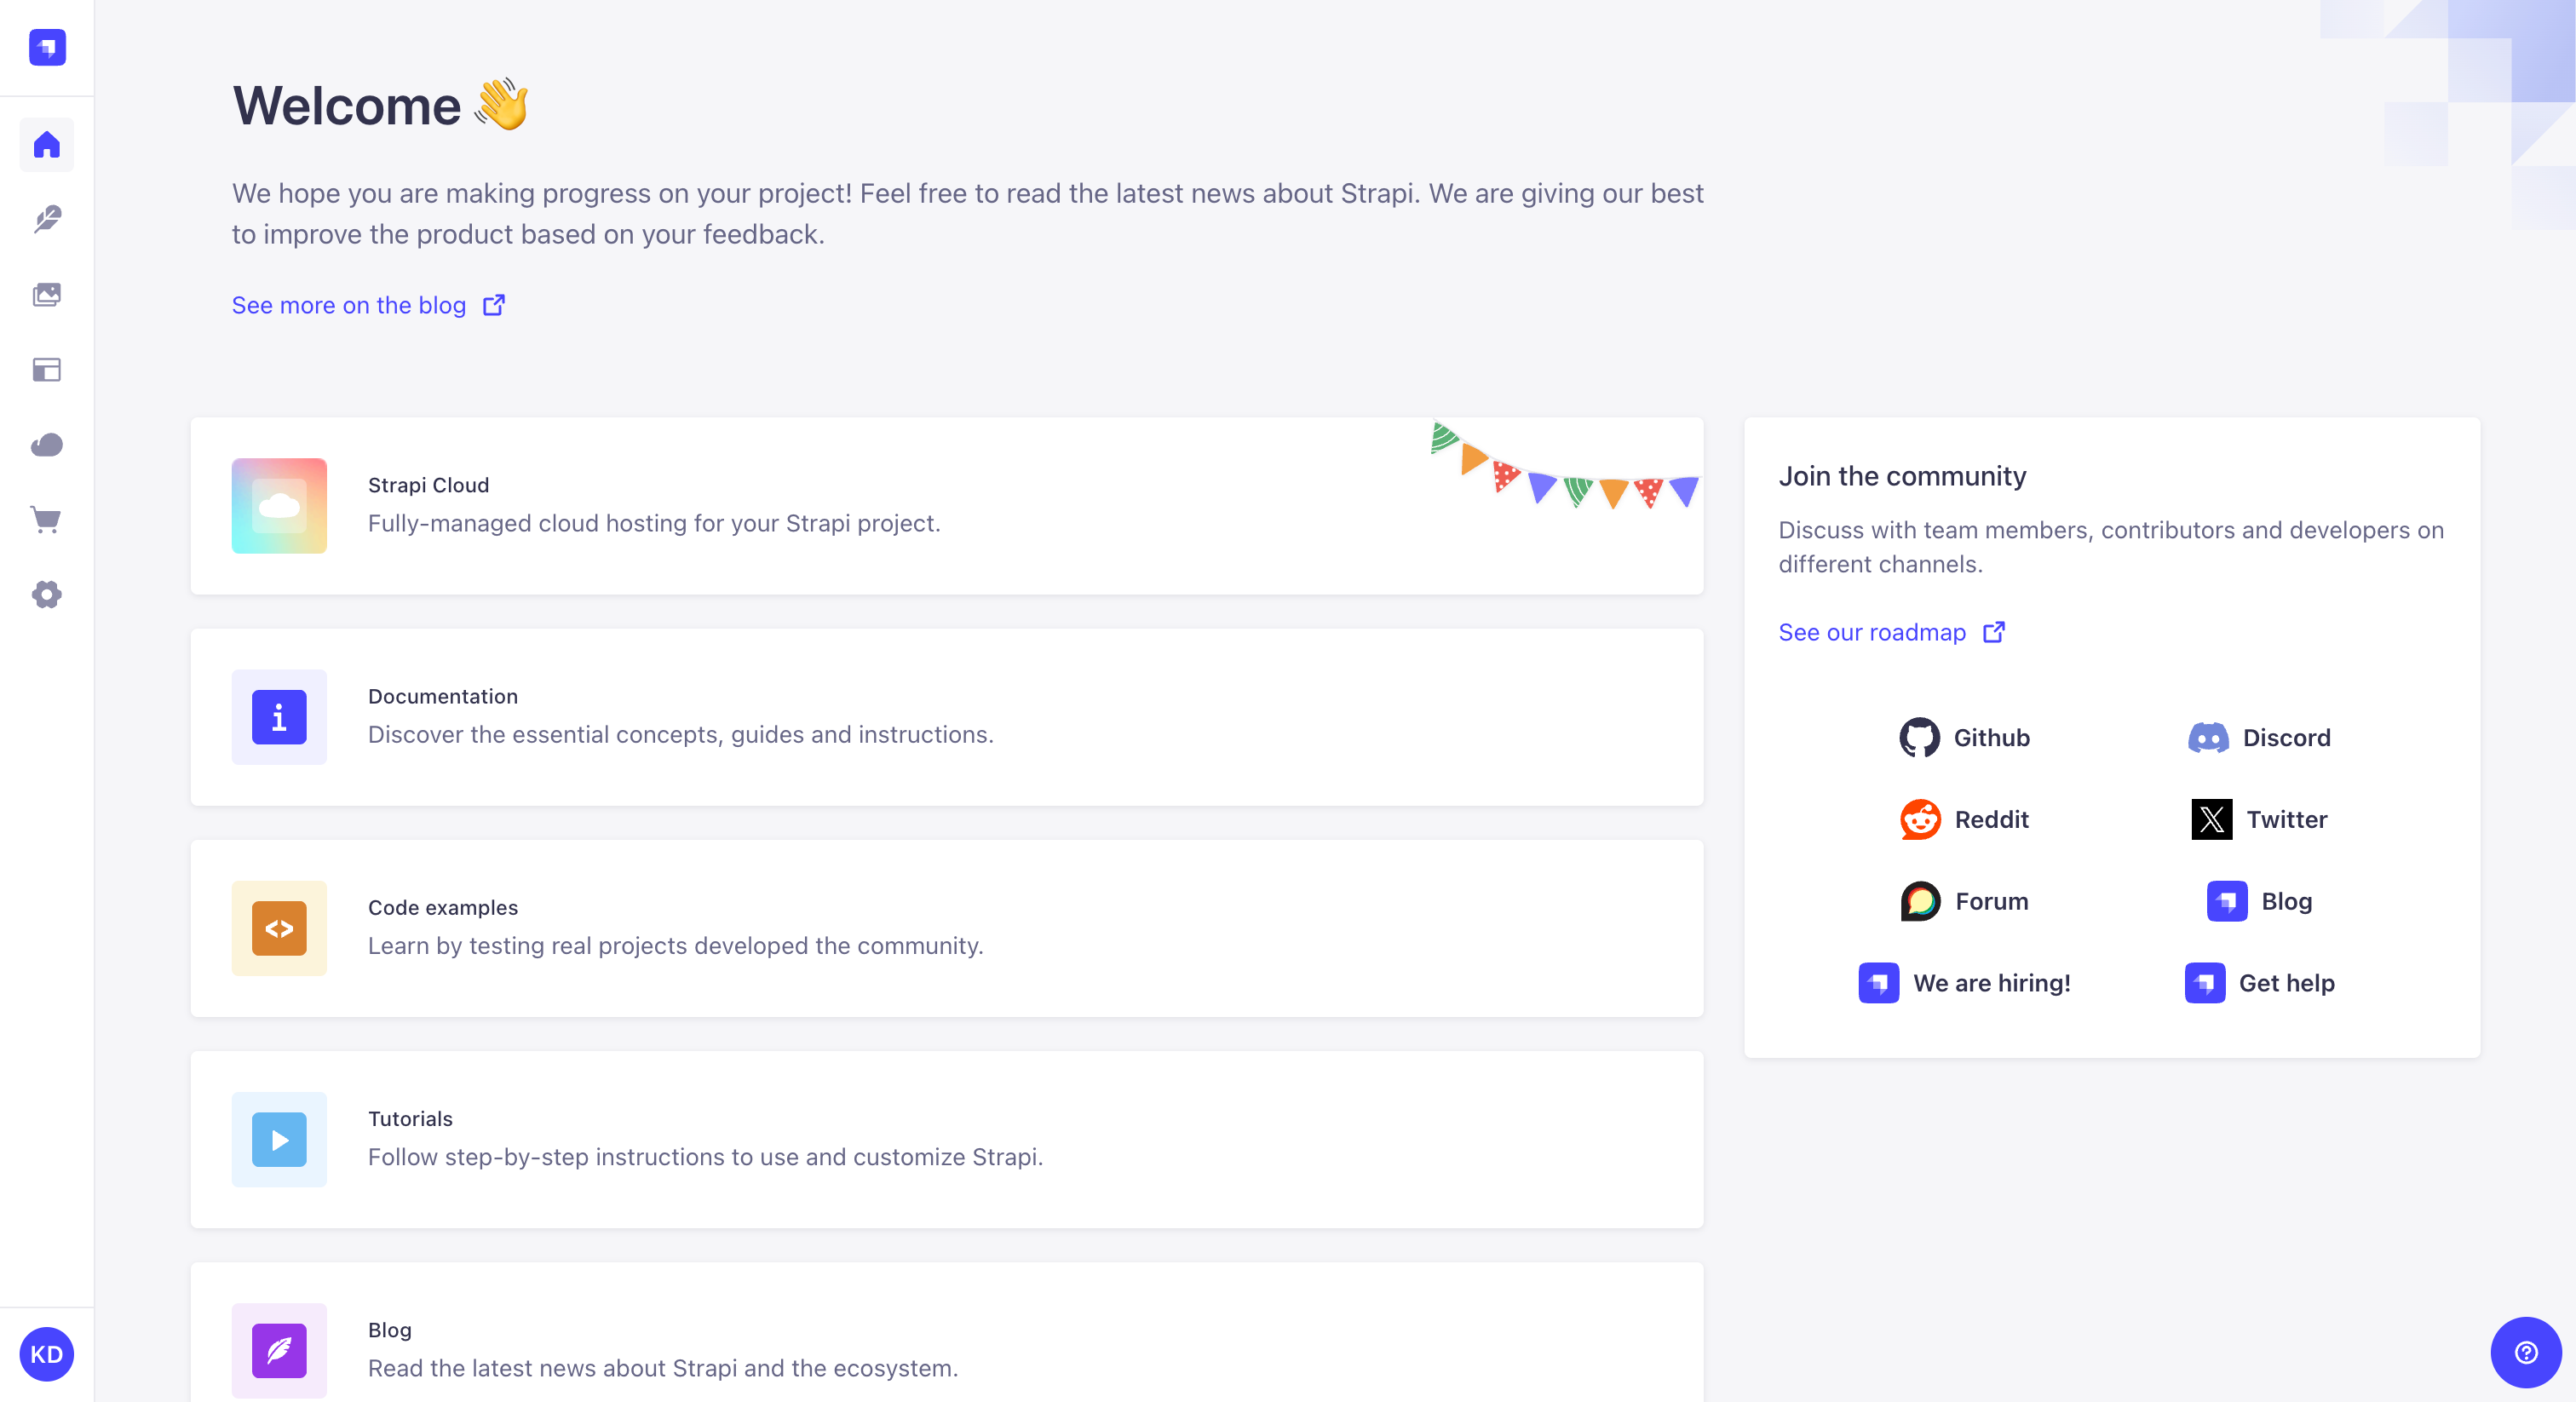 Welcome 👋
We hope you are making progress on your project! Feel free to read the latest news about Strapi. We are giving our best
to improve the product based on your feedback.
See more on the blog
Strapi Cloud
Fully-managed cloud hosting for your Strapi project.
Documentation
Discover the essential concepts, guides and instructions.
Code examples
Learn by testing real projects developed the community.
Tutorials
Follow step-by-step instructions to use and customize Strapi.
Blog
Read the latest news about Strapi and the ecosystem.
Join the community
Discuss with team members, contributors and developers on
different channels.
See our roadmap
Github
Discord
Reddit
Twitter
Forum
Blog
We are hiring!
Get help
KD